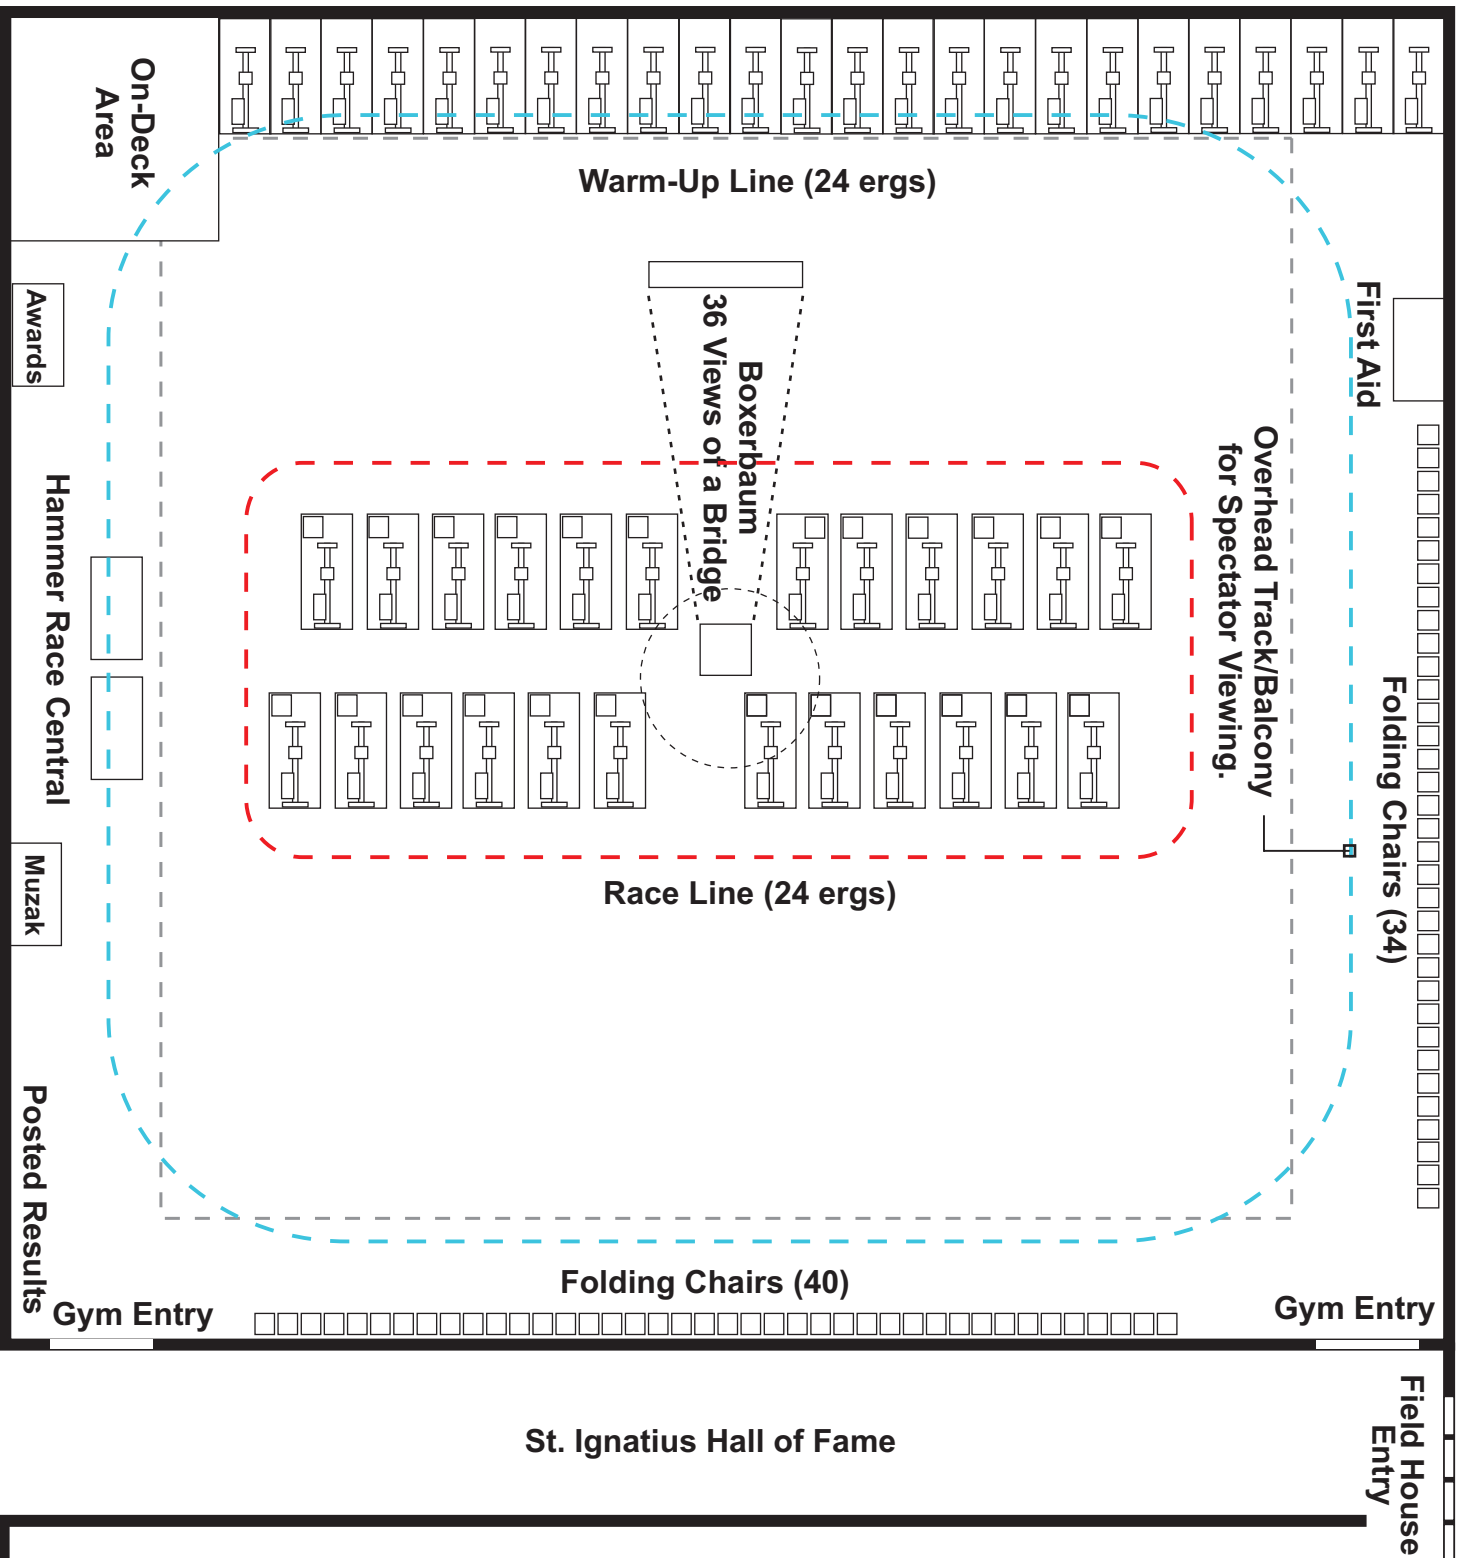 On-Deck
Area
Warm-Up Line (24 ergs)
Awards
36 Views of a Bridge
Boxerbaum
First Aid
Overhead Track/Balcony
for Spectator Viewing.
Hammer Race Central
Folding Chairs (34)
Race Line (24 ergs)
Muzak
Posted Results
Folding Chairs (40)
Gym Entry
Gym Entry
St. Ignatius Hall of Fame
Field House
Entry